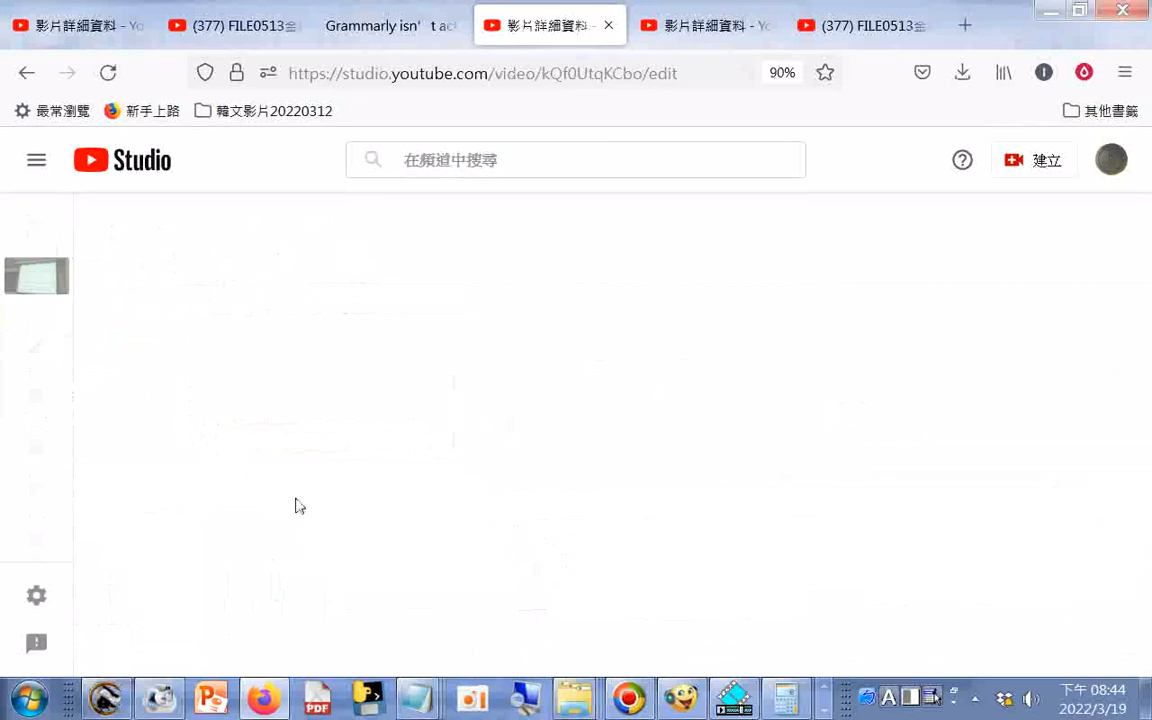 影片詳細資料 - Yo
(377) FILE0513金
Grammarly isn't ac
影片詳細資料 -
影片詳細資料 - Yo
(377) FILE0513金
https://studio.youtube.com/video/kQf0UtqKCbo/edit
90%
最常瀏覽
新手上路
韓文影片20220312
其他書籤
Studio
在頻道中搜尋
建立
PDF
A
下午 08:44
2022/3/19